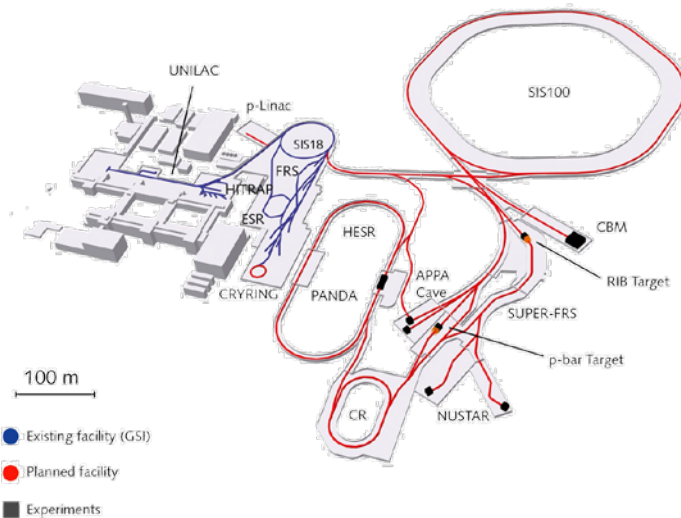 UNILAC
p-Linac
SIS100
SIS18
FRS
HITRAP
ESR
CBM
HESR
RIB Target
APPA
Cave
CRYRING
PANDA
SUPER-FRS
p-bar Target
100 m
CR
NUSTAR
Existing facility (GSI)
Planned facility
Experiments